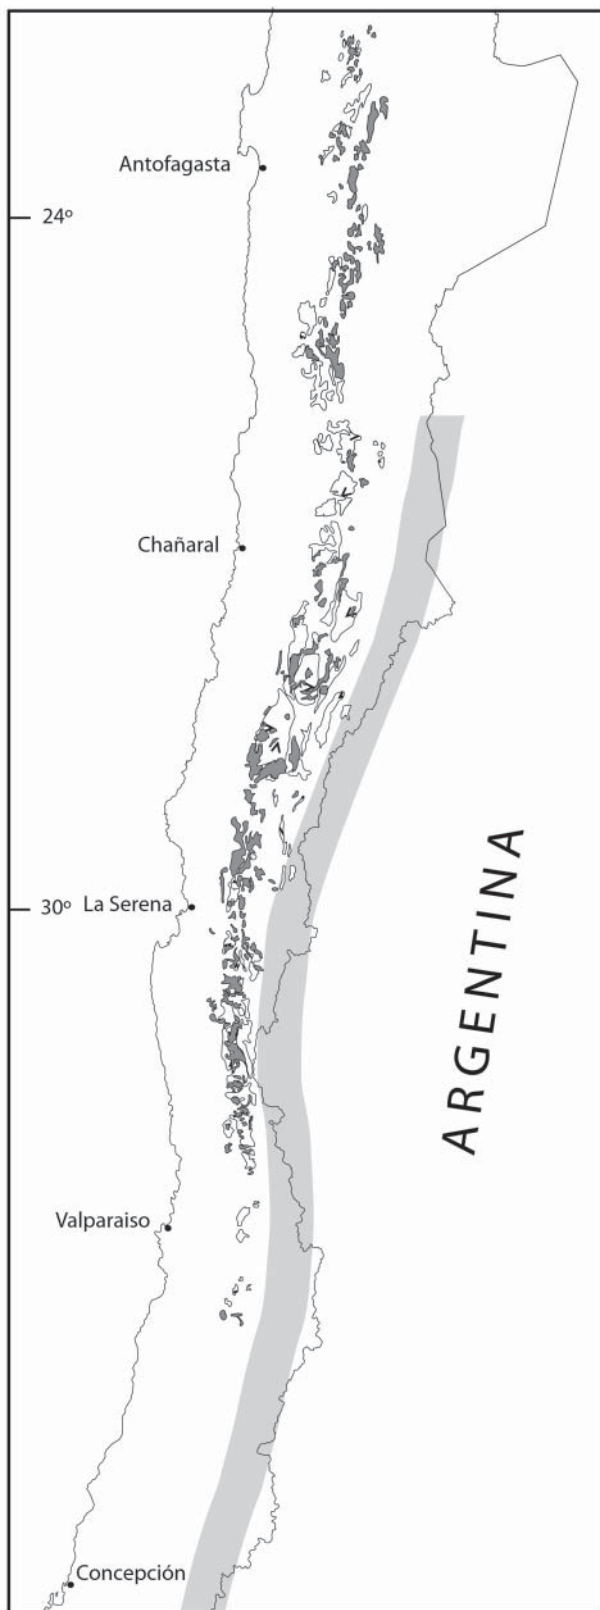 Antofagasta
24º
Chañaral
30º La Serena
ARGENTINA
Valparaiso
Concepción